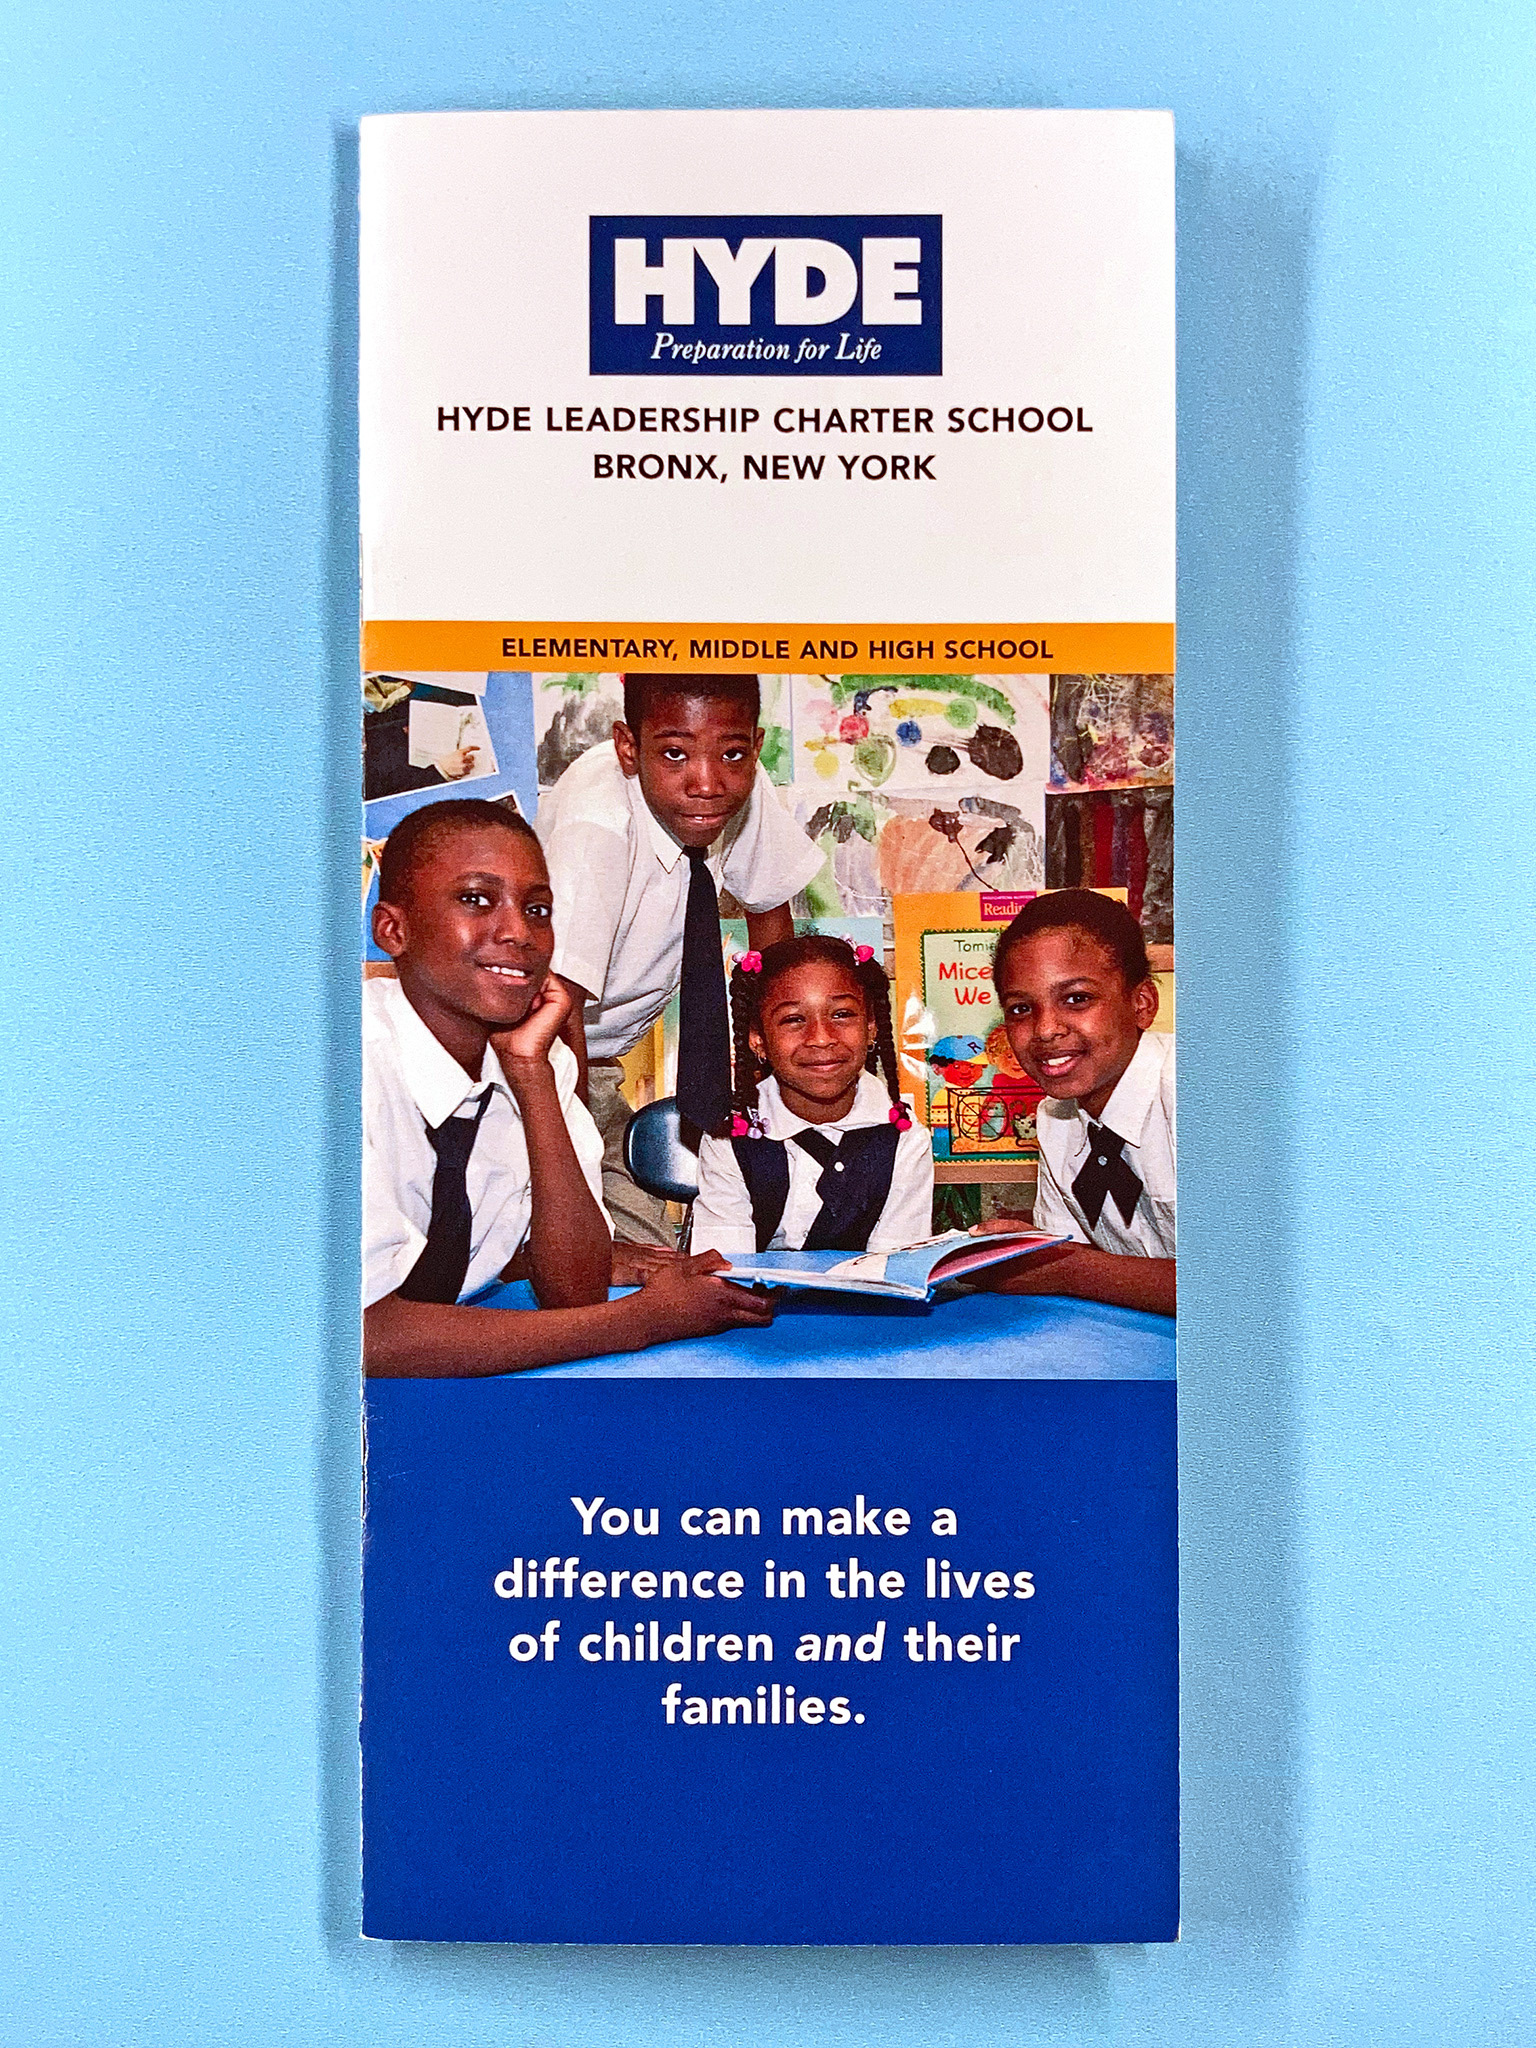 HYDE
Preparation for Life
HYDE LEADERSHIP CHARTER SCHOOL
BRONX, NEW YORK
ELEMENTARY, MIDDLE AND HIGH SCHOOL
Tomie
Mice
We
R
You can make a
difference in the lives
of children and their
families.